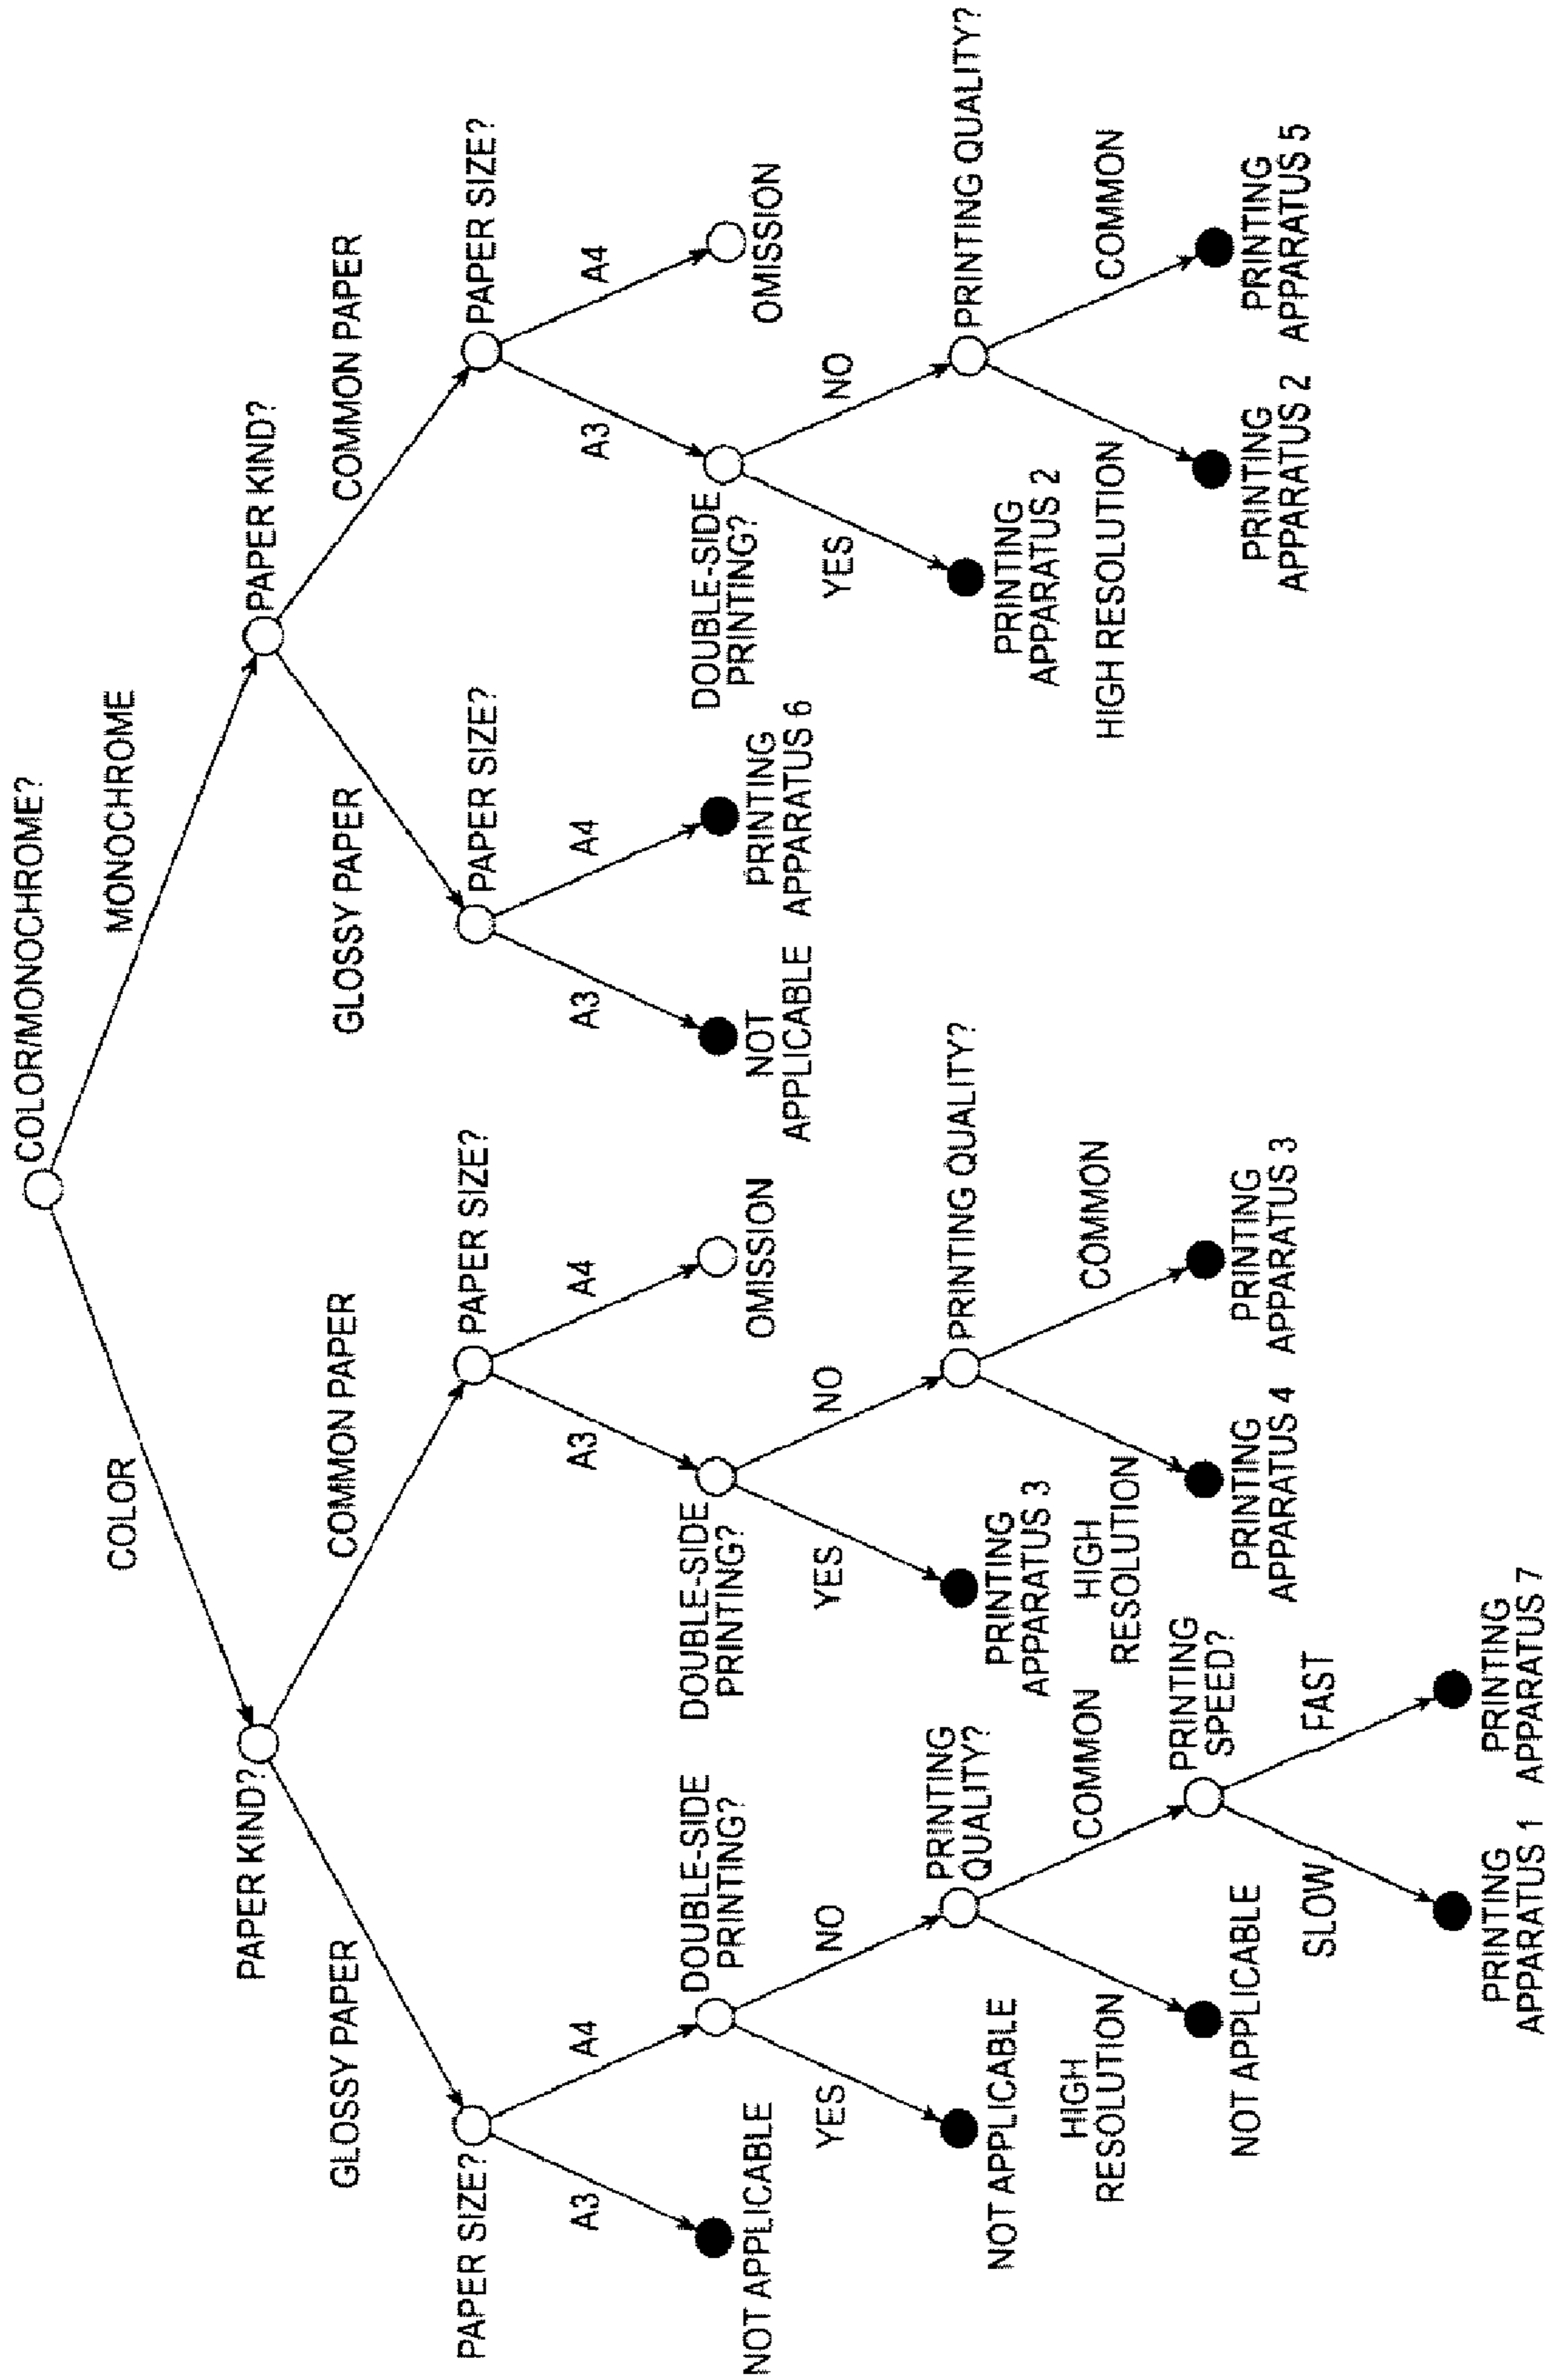 COLOR/MONOCHROME?
COLOR
MONOCHROME
PAPER KIND?
PAPER KIND?
GLOSSY PAPER
COMMON PAPER
GLOSSY PAPER
COMMON PAPER
PAPER SIZE?
PAPER SIZE?
PAPER SIZE?
PAPER SIZE?
A3
A4
A3
A4
A3
A4
A3
A4
NOT APPLICABLE
DOUBLE-SIDE
PRINTING?
DOUBLE-SIDE
PRINTING?
OMISSION
NOT
APPLICABLE
PRINTING
APPARATUS 6
DOUBLE-SIDE
PRINTING?
OMISSION
YES
NO
YES
NO
YES
NO
NOT APPLICABLE
PRINTING
QUALITY?
PRINTING
APPARATUS 3
PRINTING QUALITY?
PRINTING
APPARATUS 2
PRINTING QUALITY?
HIGH
RESOLUTION
COMMON
HIGH
RESOLUTION
COMMON
HIGH RESOLUTION
COMMON
NOT APPLICABLE
PRINTING
SPEED?
PRINTING
APPARATUS 4
PRINTING
APPARATUS 3
PRINTING
APPARATUS 2
PRINTING
APPARATUS 5
SLOW
FAST
PRINTING
APPARATUS 1
PRINTING
APPARATUS 7